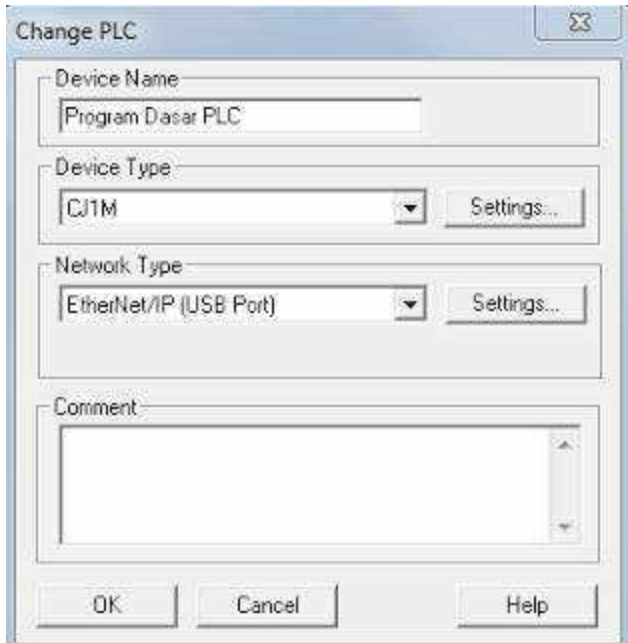 Change PLC
Device Name
Program Dasar PLC
Device Type
CJ1M
Settings...
Network Type
EtherNet/IP (USB Port)
Settings...
Comment
OK
Cancel
Help